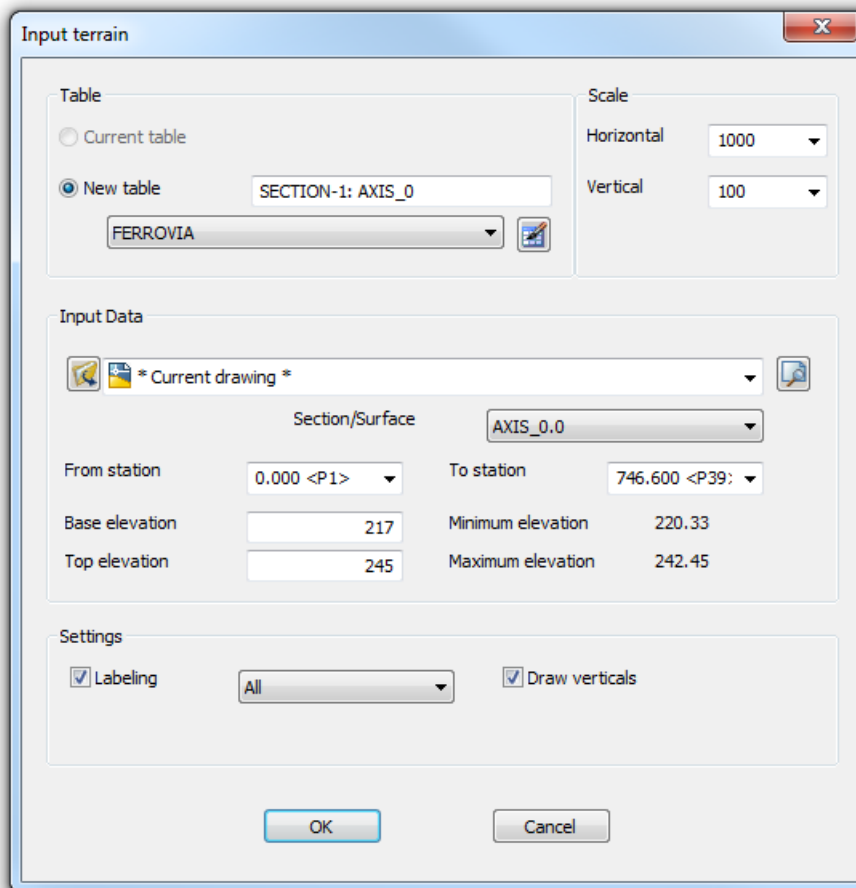 Input terrain
Table
Current table
New table
SECTION-1: AXIS_0
FERROVIA
Scale
Horizontal
1000
Vertical
100
Input Data
* Current drawing *
Section/Surface
AXIS_0.0
From station
0.000 <P1>
To station
746.600 <P39>
Base elevation
217
Minimum elevation
220.33
Top elevation
245
Maximum elevation
242.45
Settings
Labeling
All
Draw verticals
OK
Cancel